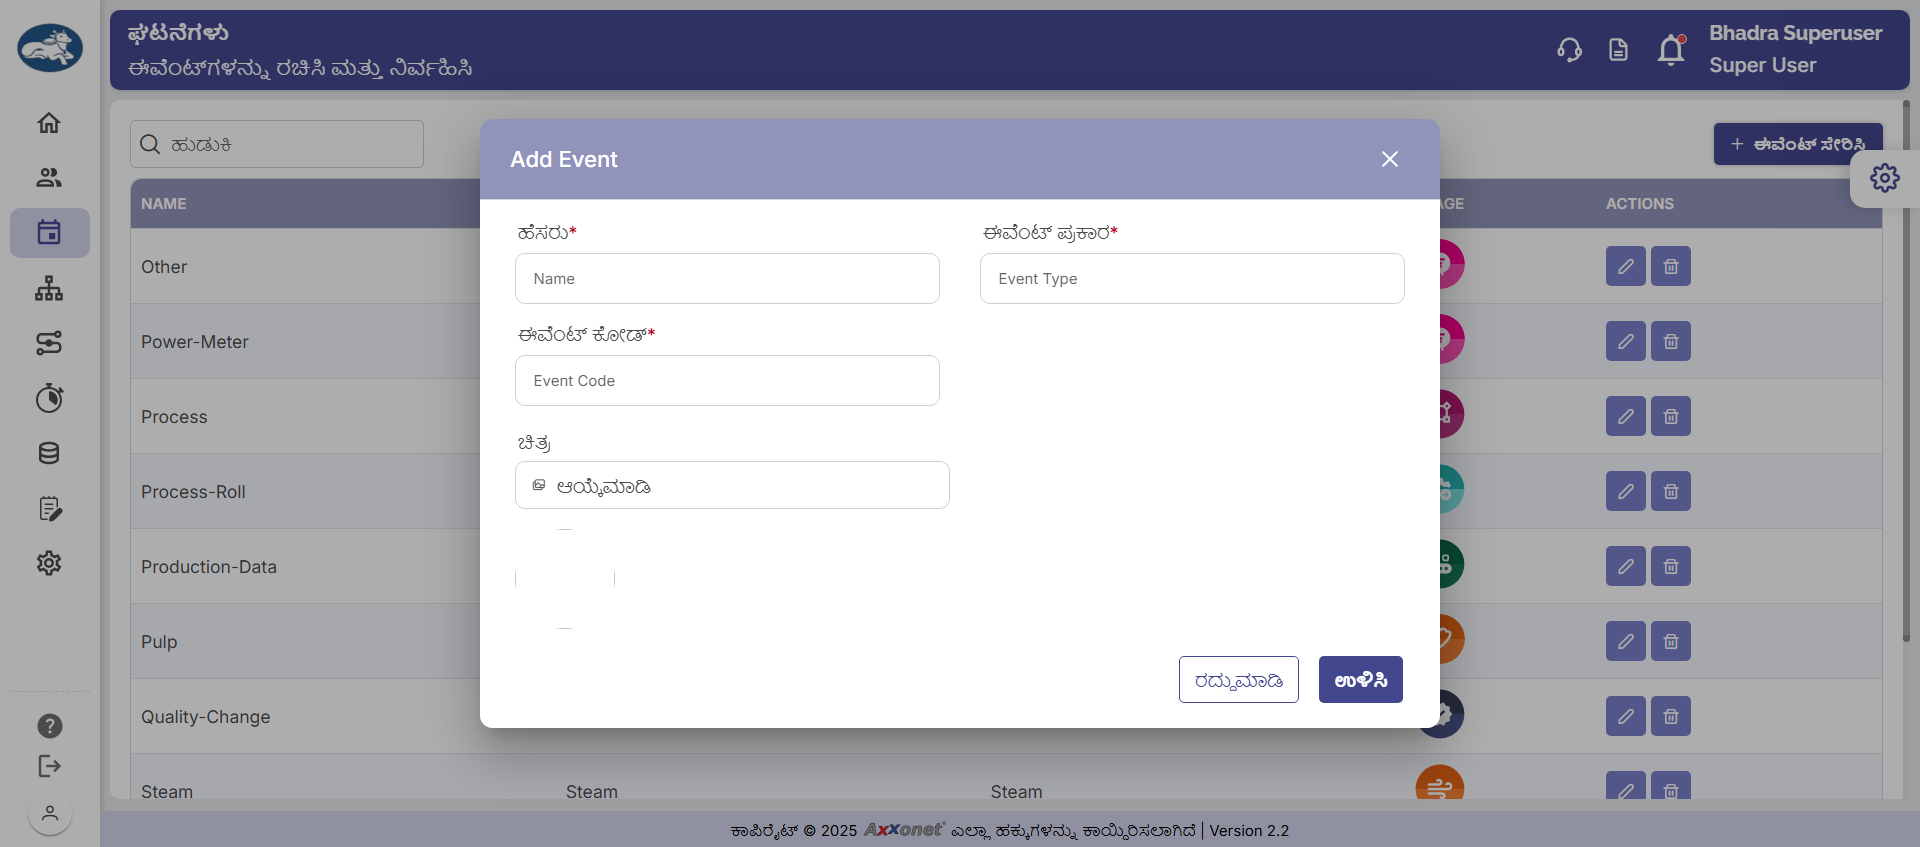 ಘಟನೆಗಳು
ಈವೆಂಟ್‌ಗಳನ್ನು ರಚಿಸಿ ಮತ್ತು ನಿರ್ವಹಿಸಿ
Bhadra Superuser
Super User
ಹುಡುಕಿ
+ ಈವೆಂಟ್ ಸೇರಿಸಿ
NAME
ACTIONS
Other
Power-Meter
Process
Process-Roll
Production-Data
Pulp
Quality-Change
Steam Steam Steam
Add Event
ಹೆಸರು*
ಈವೆಂಟ್ ಪ್ರಕಾರ*
Name
Event Type
ಈವೆಂಟ್ ಕೋಡ್*
Event Code
ಚಿತ್ರ
ಆಯ್ಕೆಮಾಡಿ
ರದ್ದುಮಾಡಿ
ಉಳಿಸಿ
ಕಾಪಿರೈಟ್ © 2025 Axxonet ಎಲ್ಲಾ ಹಕ್ಕುಗಳನ್ನು ಕಾಯ್ದಿರಿಸಲಾಗಿದೆ | Version 2.2